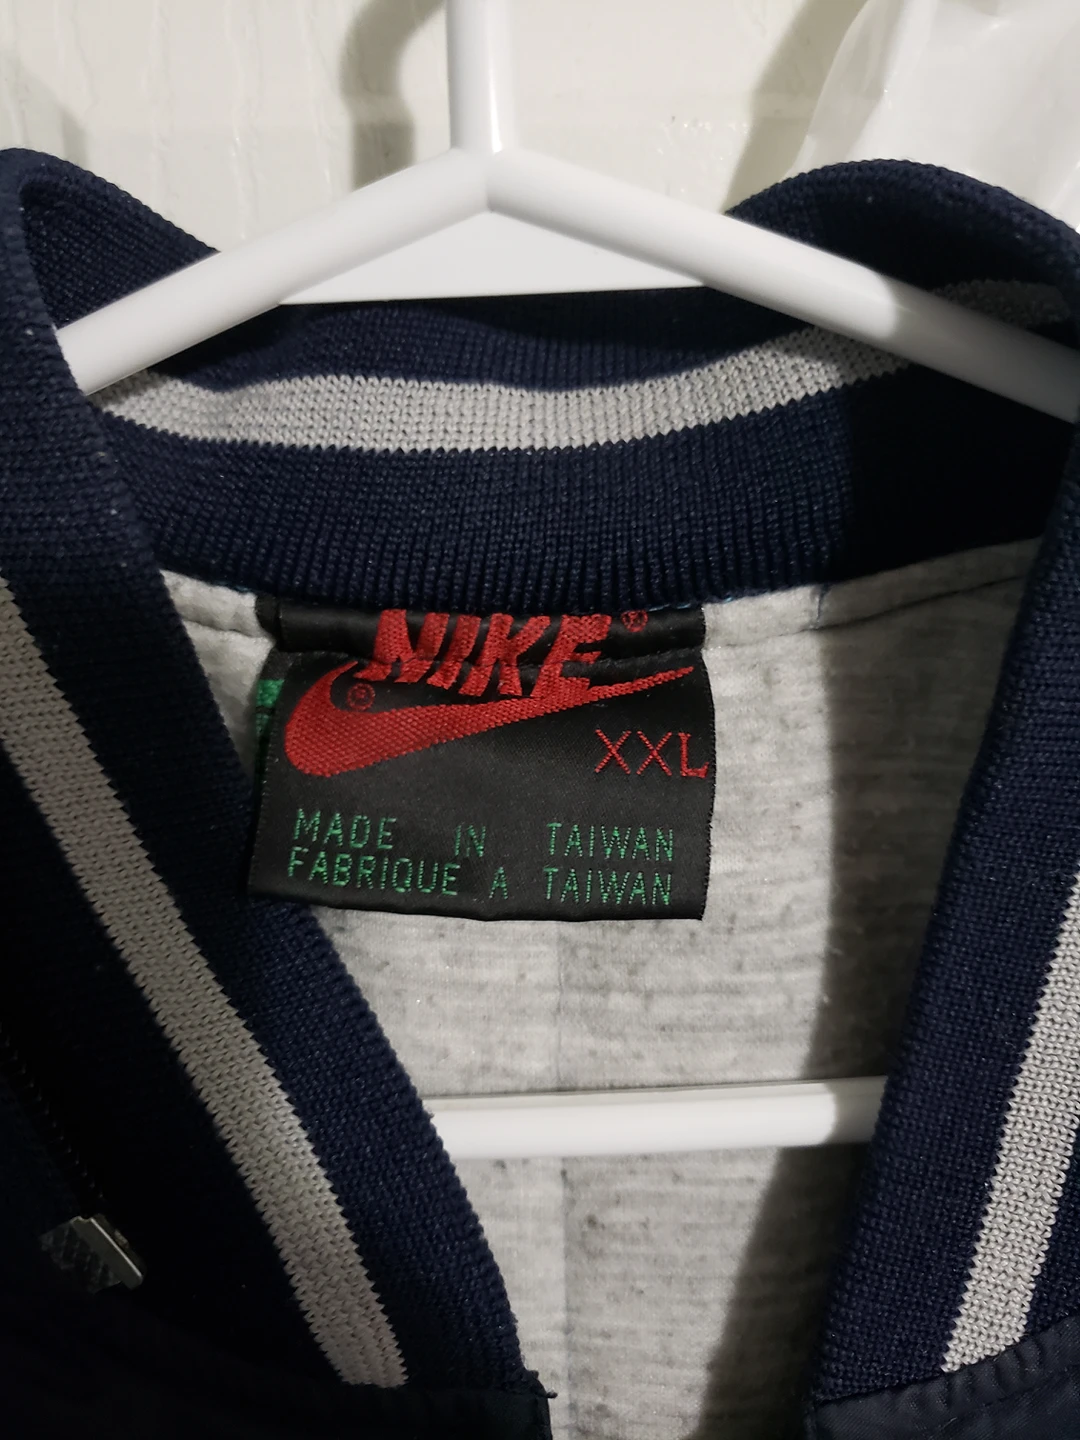 NIKE®
®
XXL
MADE IN TAIWAN
FABRIQUE A TAIWAN